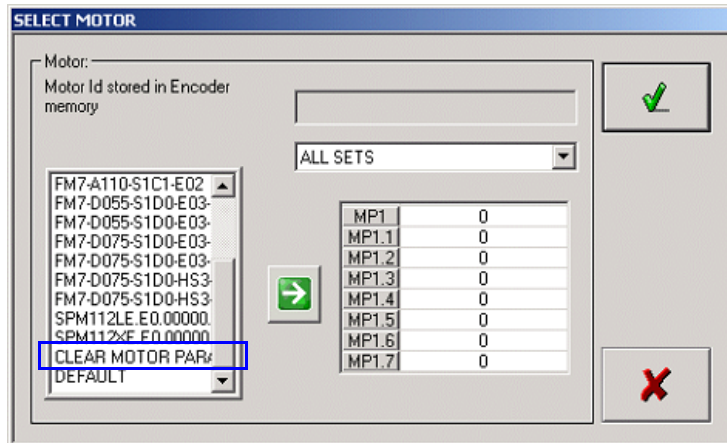 SELECT MOTOR
Motor:
Motor Id stored in Encoder
memory
ALL SETS
FM7-A110-S1C1-E02
FM7-D055-S1D0-E03-
FM7-D055-S1D0-E03-
FM7-D075-S1D0-E03-
FM7-D075-S1D0-E03-
FM7-D075-S1D0-HS3-
FM7-D075-S1D0-HS3-
SPM112LE.E0.00000.
SPM112XE.E0.00000.
CLEAR MOTOR PARA
DEFAULT
MP1 0
MP1.1 0
MP1.2 0
MP1.3 0
MP1.4 0
MP1.5 0
MP1.6 0
MP1.7 0